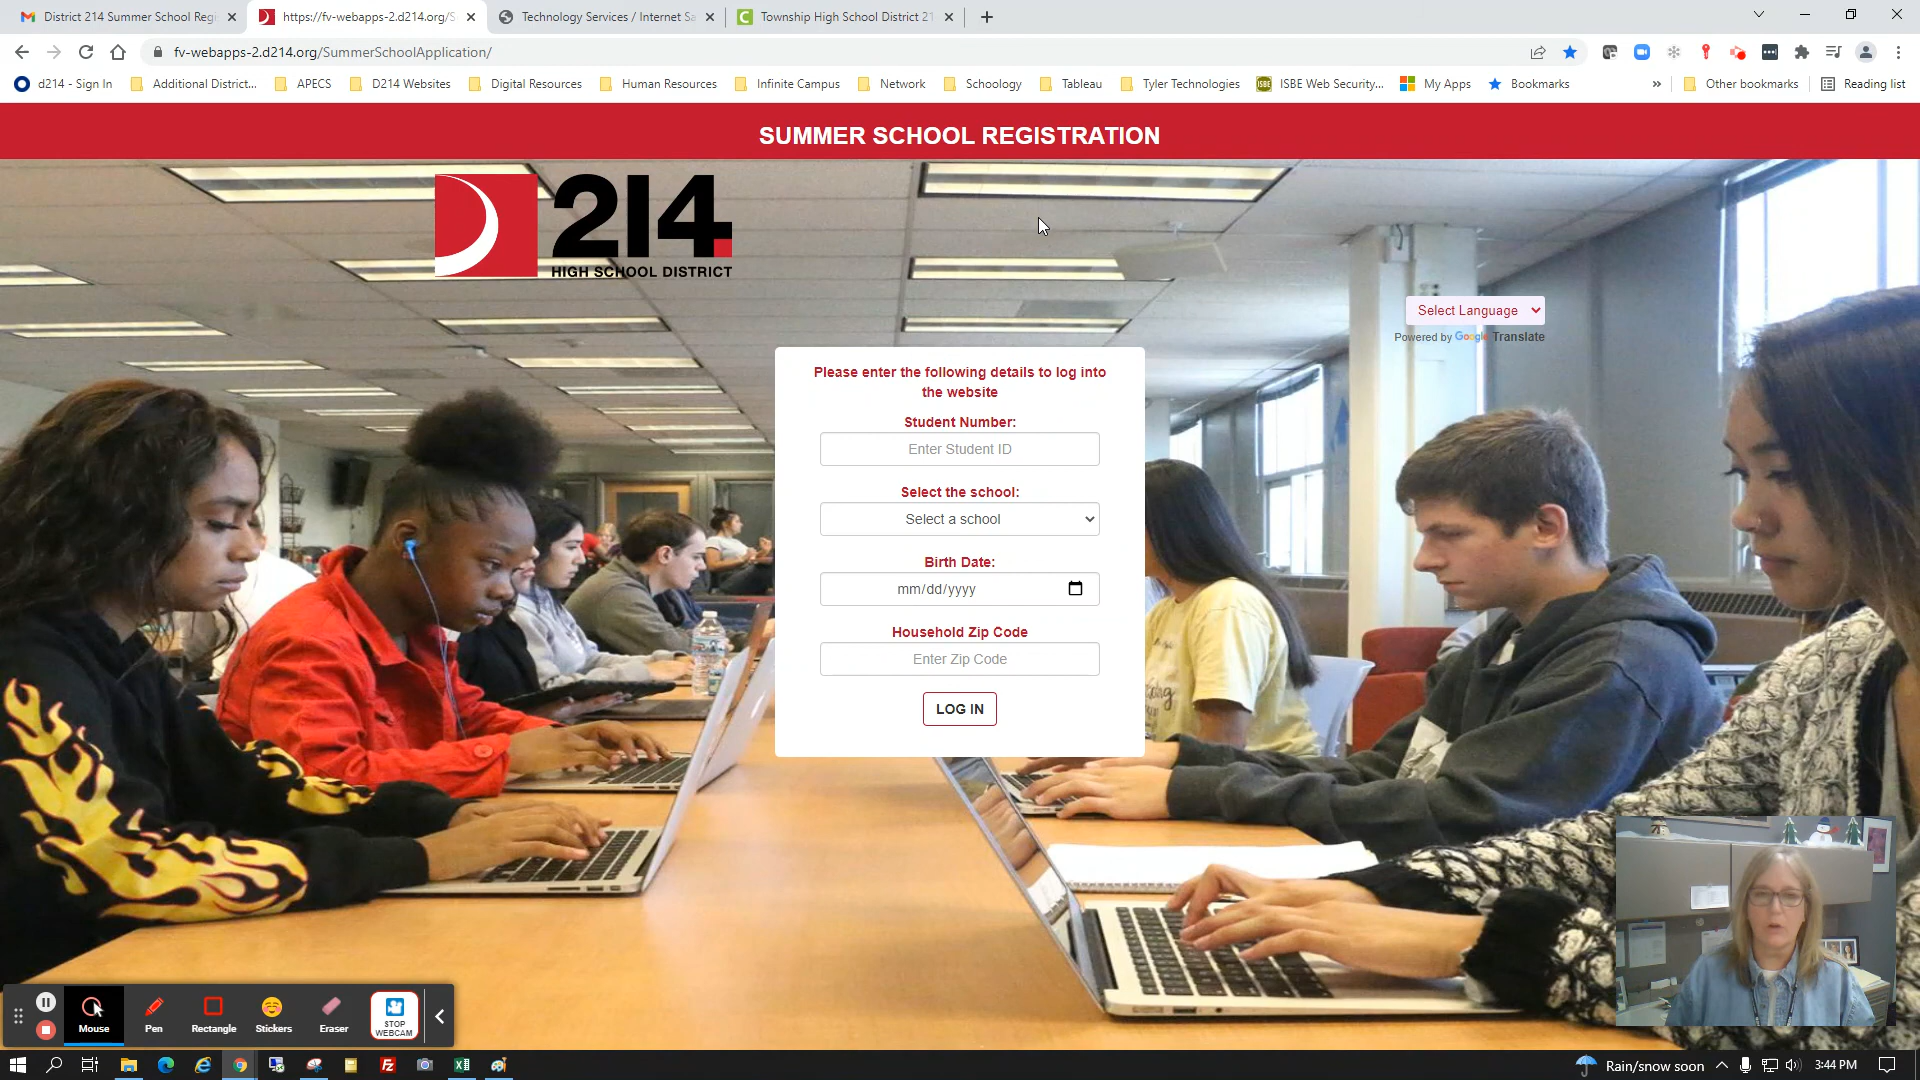 District 214 Summer School Regi
https://fv-webapps-2.d214.org/S
Technology Services / Internet Sa
Township High School District 21
fv-webapps-2.d214.org/SummerSchoolApplication/
d214 - Sign In
Additional District...
APECS
D214 Websites
Digital Resources
Human Resources
Infinite Campus
Network
Schoology
Tableau
Tyler Technologies
ISBE Web Security...
My Apps
Bookmarks
»
Other bookmarks
Reading list
SUMMER SCHOOL REGISTRATION
214
HIGH SCHOOL DISTRICT
Select Language
Powered by Google Translate
Please enter the following details to log into
the website
Student Number:
Enter Student ID
Select the school:
Select a school
Birth Date:
mm/dd/yyyy
Household Zip Code
Enter Zip Code
LOG IN
Mouse
Pen
Rectangle
Stickers
Eraser
STOP
WEBCAM
Rain/snow soon
3:44 PM